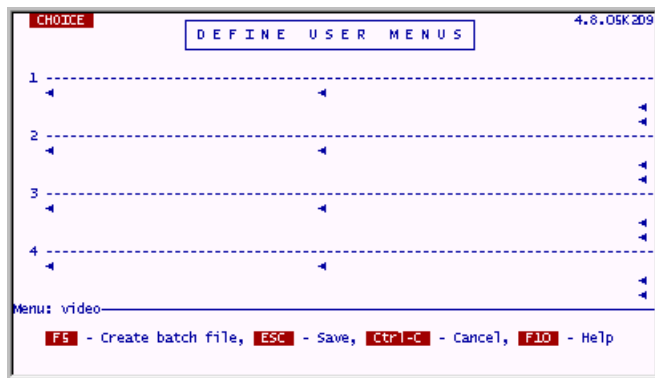 CHOICE
4.8.05K2D9
DEFINE USER MENUS
1
2
3
4
Menu: video
F5 - Create batch file, ESC - Save, Ctrl-C - Cancel, F10 - Help